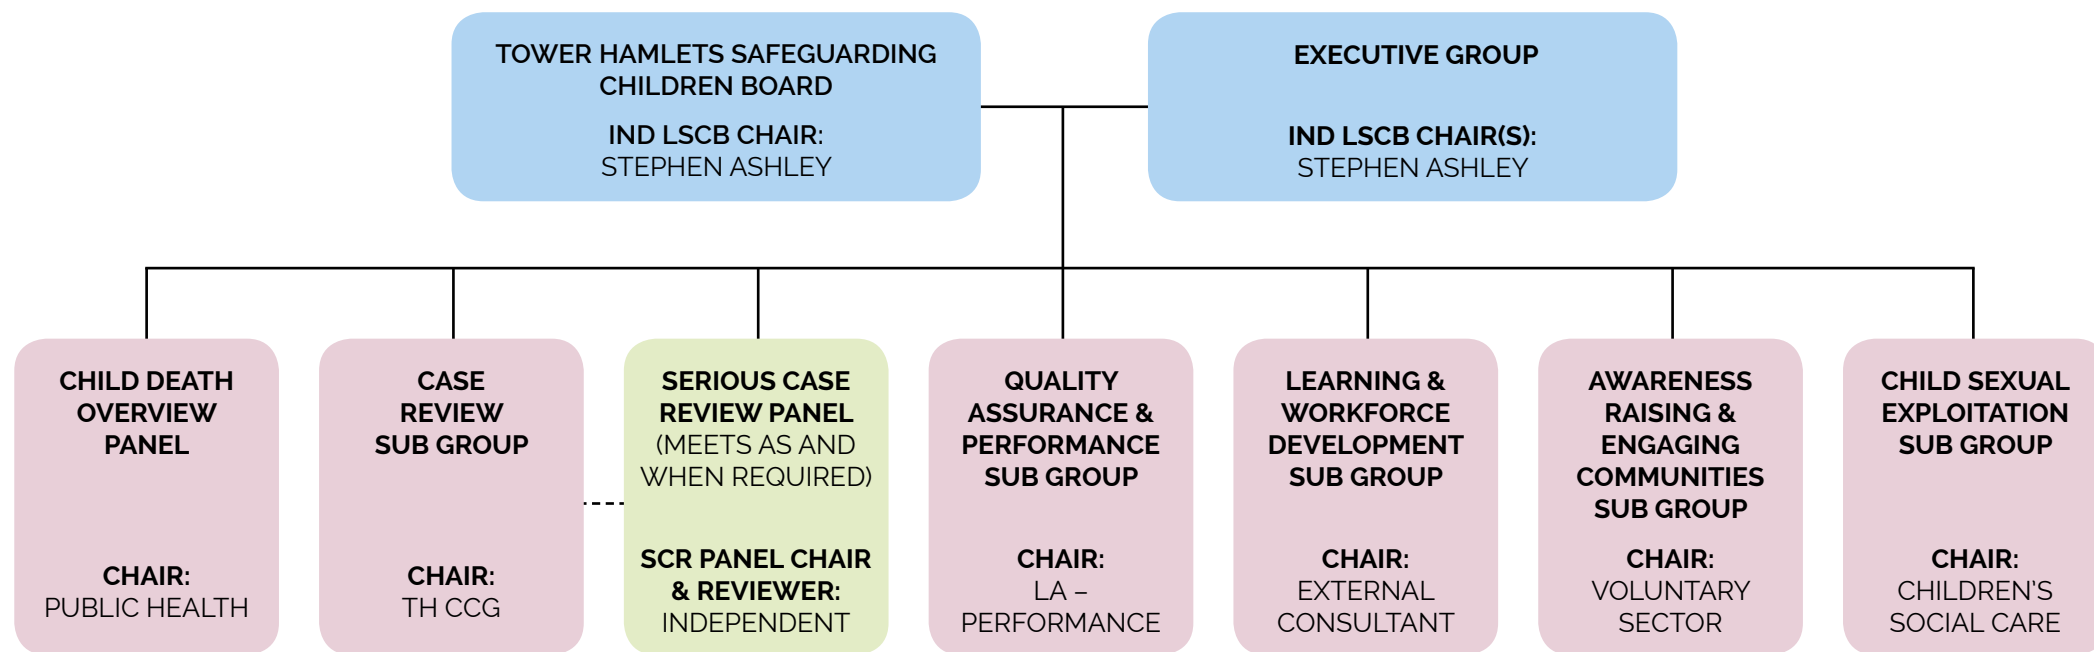 TOWER HAMLETS SAFEGUARDING
CHILDREN BOARD
IND LSCB CHAIR:
STEPHEN ASHLEY
EXECUTIVE GROUP
IND LSCB CHAIR(S):
STEPHEN ASHLEY
CHILD DEATH
OVERVIEW
PANEL
CHAIR:
PUBLIC HEALTH
CASE
REVIEW
SUB GROUP
CHAIR:
TH CCG
SERIOUS CASE
REVIEW PANEL
(MEETS AS AND
WHEN REQUIRED)
SCR PANEL CHAIR
& REVIEWER:
INDEPENDENT
QUALITY
ASSURANCE &
PERFORMANCE
SUB GROUP
CHAIR:
LA –
PERFORMANCE
LEARNING &
WORKFORCE
DEVELOPMENT
SUB GROUP
CHAIR:
EXTERNAL
CONSULTANT
AWARENESS
RAISING &
ENGAGING
COMMUNITIES
SUB GROUP
CHAIR:
VOLUNTARY
SECTOR
CHILD SEXUAL
EXPLOITATION
SUB GROUP
CHAIR:
CHILDREN’S
SOCIAL CARE